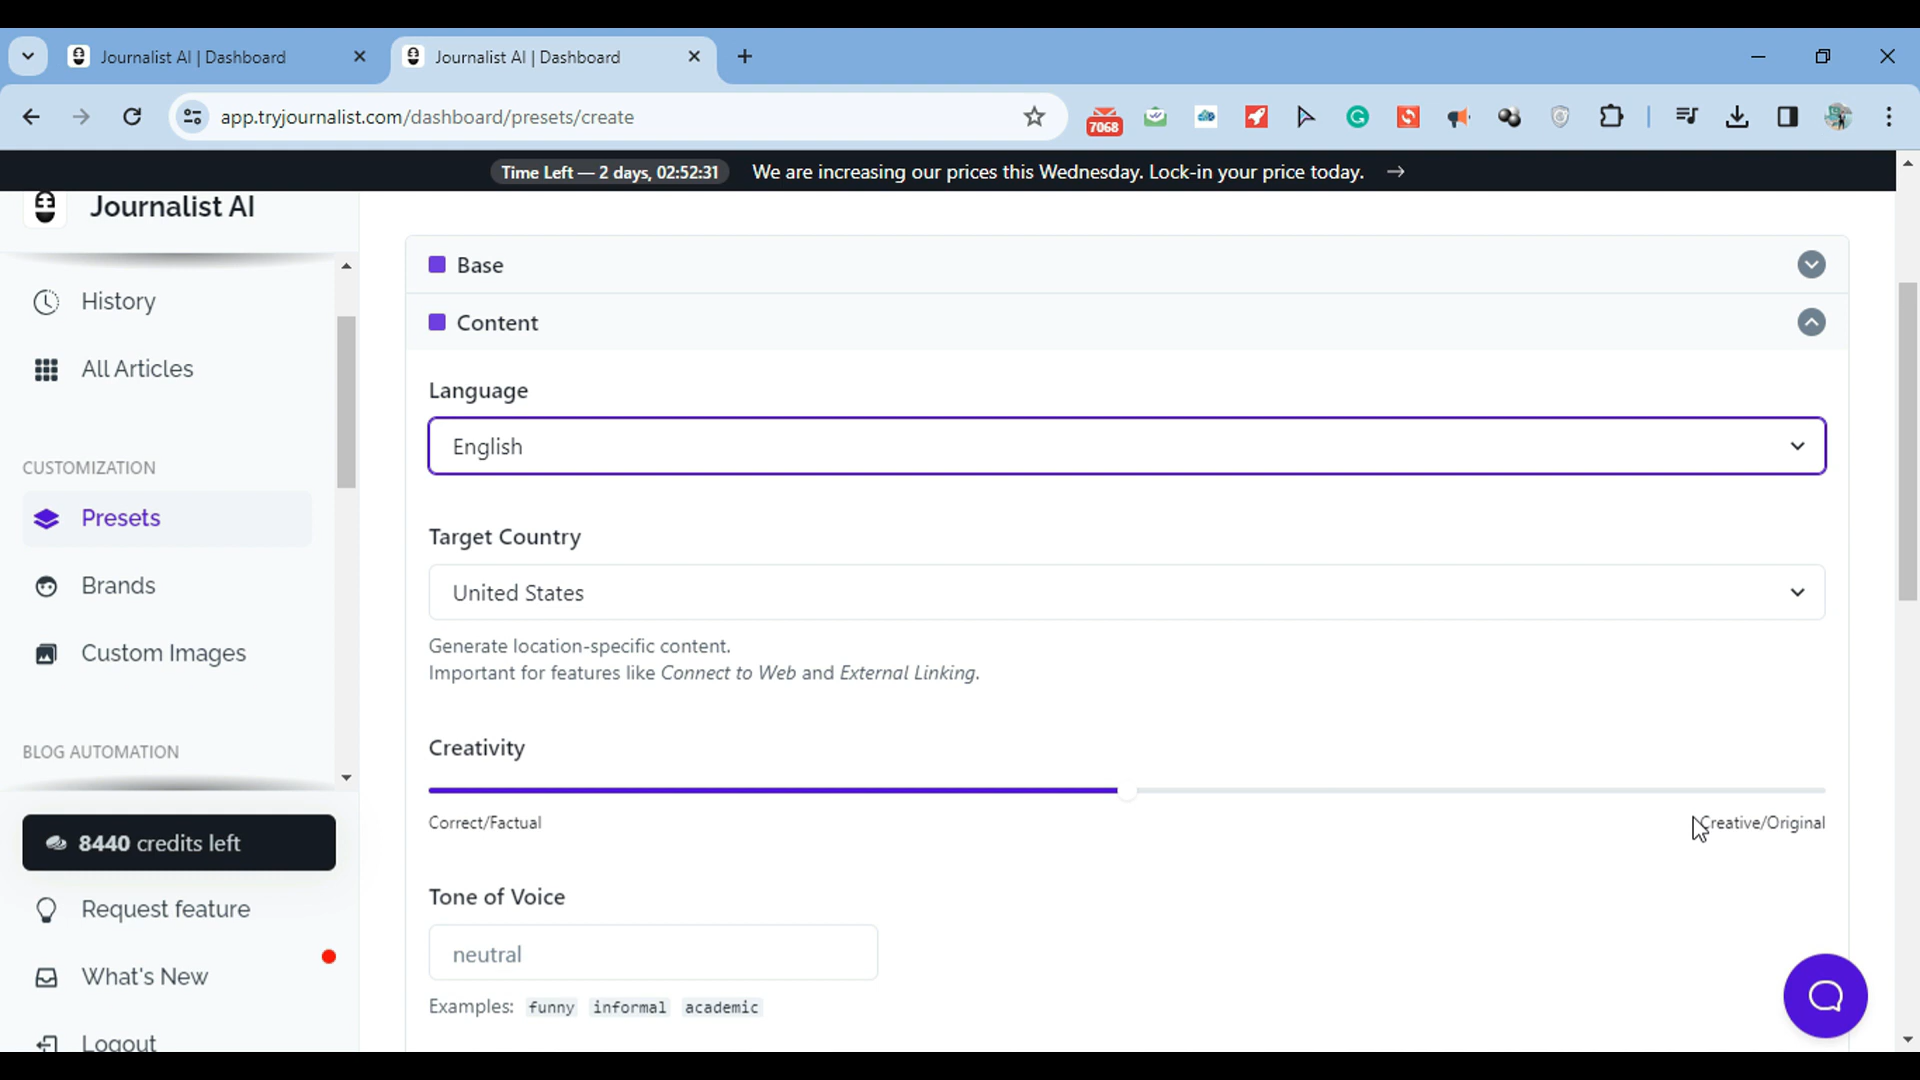 Journalist AI | Dashboard
Journalist AI | Dashboard
app.tryjournalist.com/dashboard/presets/create
7068
Time Left — 2 days, 02:52:31 We are increasing our prices this Wednesday. Lock-in your price today. →
Journalist AI
History
All Articles
CUSTOMIZATION
Presets
Brands
Custom Images
BLOG AUTOMATION
8440 credits left
Request feature
What's New
Logout
Base
Content
Language
English
Target Country
United States
Generate location-specific content.
Important for features like Connect to Web and External Linking.
Creativity
Correct/Factual Creative/Original
Tone of Voice
neutral
Examples: funny informal academic